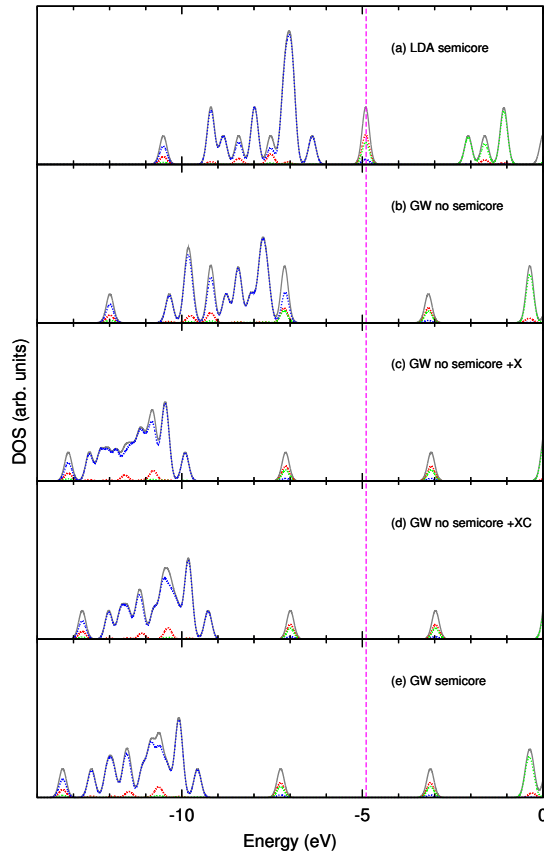 (a) LDA semicore
(b) GW no semicore
(c) GW no semicore +X
(d) GW no semicore +XC
(e) GW semicore
DOS (arb. units)
-10 -5 0
Energy (eV)